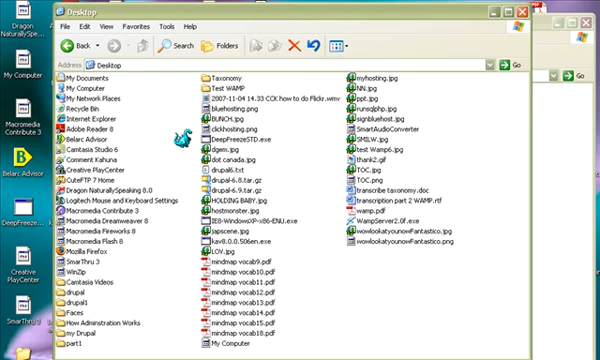 Desktop
File Edit View Favorites Tools Help
Back Search Folders
Address Desktop Go
Go
Dragon
NaturallySpe...
My Computer
Macromedia
Contribute 3
Belarc Advisor
DeepFreeze...
Creative
PlayCenter
SmarThru 3
My Documents
My Computer
My Network Places
Recycle Bin
Internet Explorer
Adobe Reader 8
Belarc Advisor
Camtasia Studio 6
Comment Kahuna
Creative PlayCenter
CuteFTP 7 Home
Dragon NaturallySpeaking 8.0
Logitech Mouse and Keyboard Settings
Macromedia Contribute 3
Macromedia Dreamweaver 8
Macromedia Fireworks 8
Macromedia Flash 8
Mozilla Firefox
SmarThru 3
WinZip
Camtasia Videos
drupal
drupal1
Faces
How Adminstration Works
my Drupal
part1
Taxonomy
Test WAMP
2007-11-04 14.33 CCK how to do Flickr.wmv
bluehosting.png
BUNCH.jpg
clickhosting.png
DeepFreezeSTD.exe
dgem.jpg
dot canada.jpg
drupal6.txt
drupal-6.9.tar.gz
drupal-6.9.tar.gz
HOLDING BABY.jpg
hostmonster.jpg
IE8-WindowsXP-x86-ENU.exe
japscene.jpg
kav8.0.0.506en.exe
LOV.jpg
mindmap vocab9.pdf
mindmap vocab10.pdf
mindmap vocab11.pdf
mindmap vocab12.pdf
mindmap vocab13.pdf
mindmap vocab14.pdf
mindmap vocab15.pdf
mindmap vocab18.pdf
My Computer
myhosting.jpg
NN.jpg
ppt.jpg
runsqlphp.jpg
signbluehost.jpg
SmartAudioConverter
SMILW.jpg
test Wamp6.jpg
thank2.gif
TOC.jpg
TOC.png
transcribe taxonomy.doc
transcription part 2 WAMP.rtf
wamp.pdf
WampServer2.0f.exe
wowlookatyounowFantastico.jpg
wowlookatyounowFantastico.png